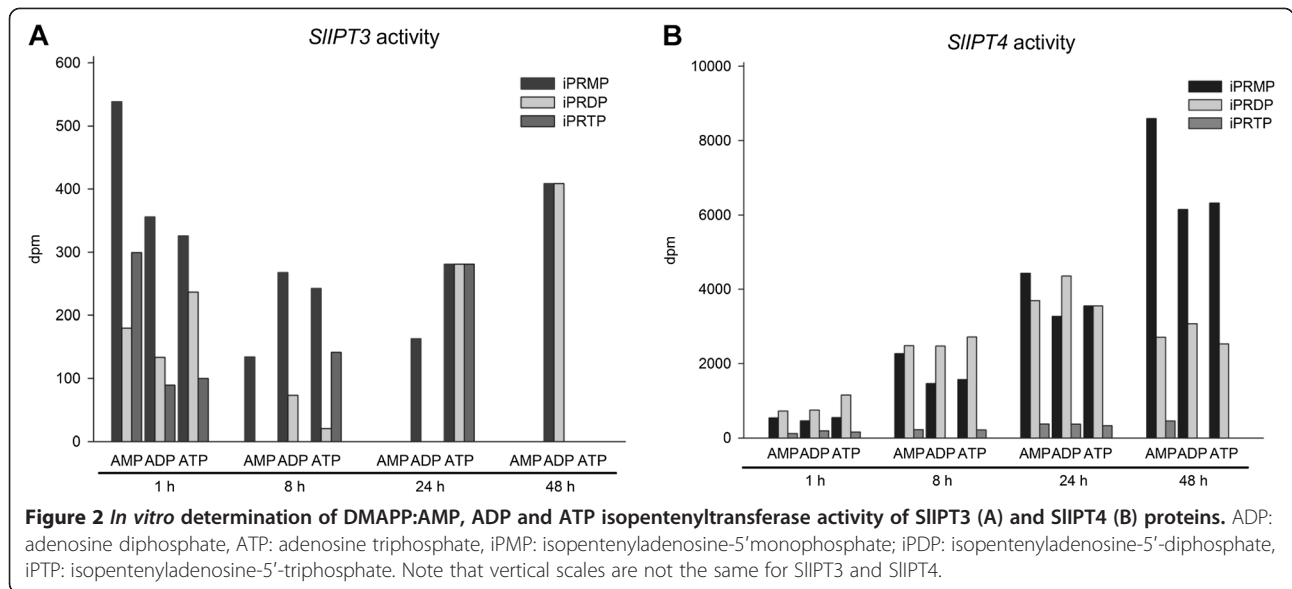 A
SlIPT3 activity
600
500
400
300
200
100
0
dpm
iPRMP
iPRDP
iPRTP
AMP ADP ATP
AMP ADP ATP
AMP ADP ATP
AMP ADP ATP
1 h
8 h
24 h
48 h
B
SlIPT4 activity
10000
8000
6000
4000
2000
0
dpm
iPRMP
iPRDP
iPRTP
AMP ADP ATP
AMP ADP ATP
AMP ADP ATP
AMP ADP ATP
1 h
8 h
24 h
48 h
Figure 2 In vitro determination of DMAPP:AMP, ADP and ATP isopentenyltransferase activity of SlIPT3 (A) and SlIPT4 (B) proteins. ADP:
adenosine diphosphate, ATP: adenosine triphosphate, iPMP: isopentenyladenosine-5′monophosphate; iPDP: isopentenyladenosine-5′-diphosphate,
iPTP: isopentenyladenosine-5′-triphosphate. Note that vertical scales are not the same for SlIPT3 and SlIPT4.